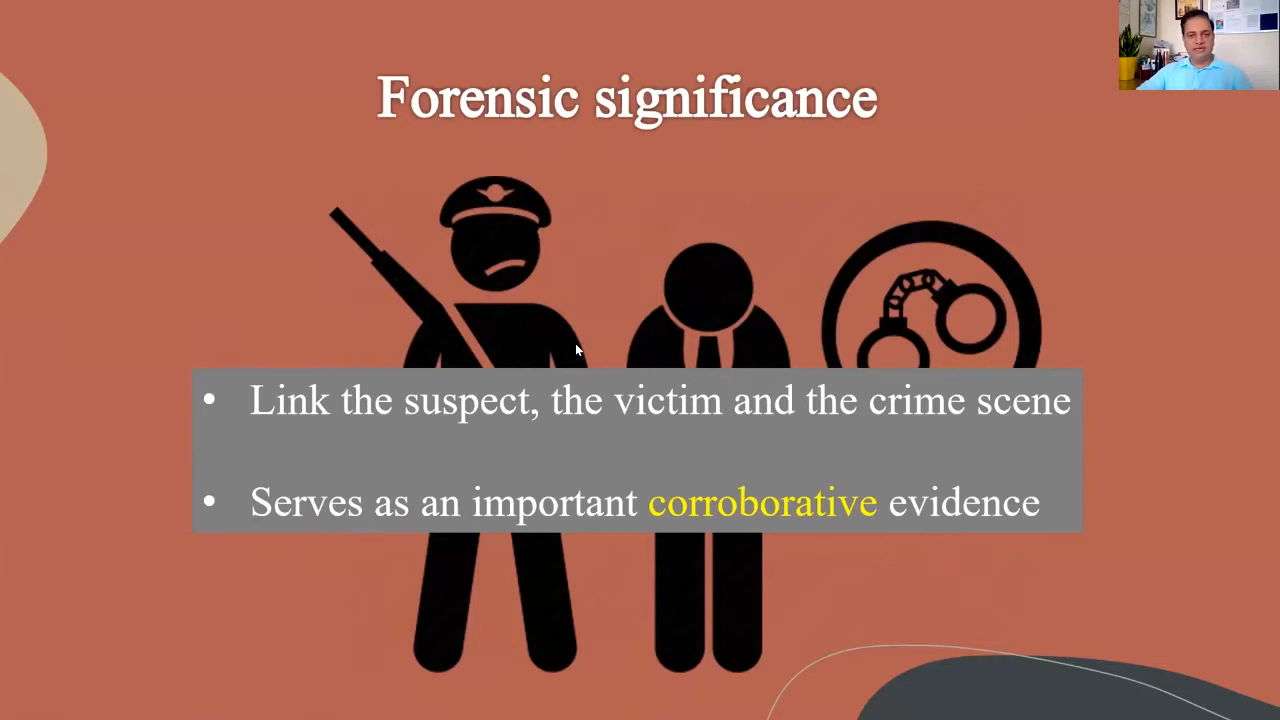 Forensic significance
• Link the suspect, the victim and the crime scene
• Serves as an important corroborative evidence